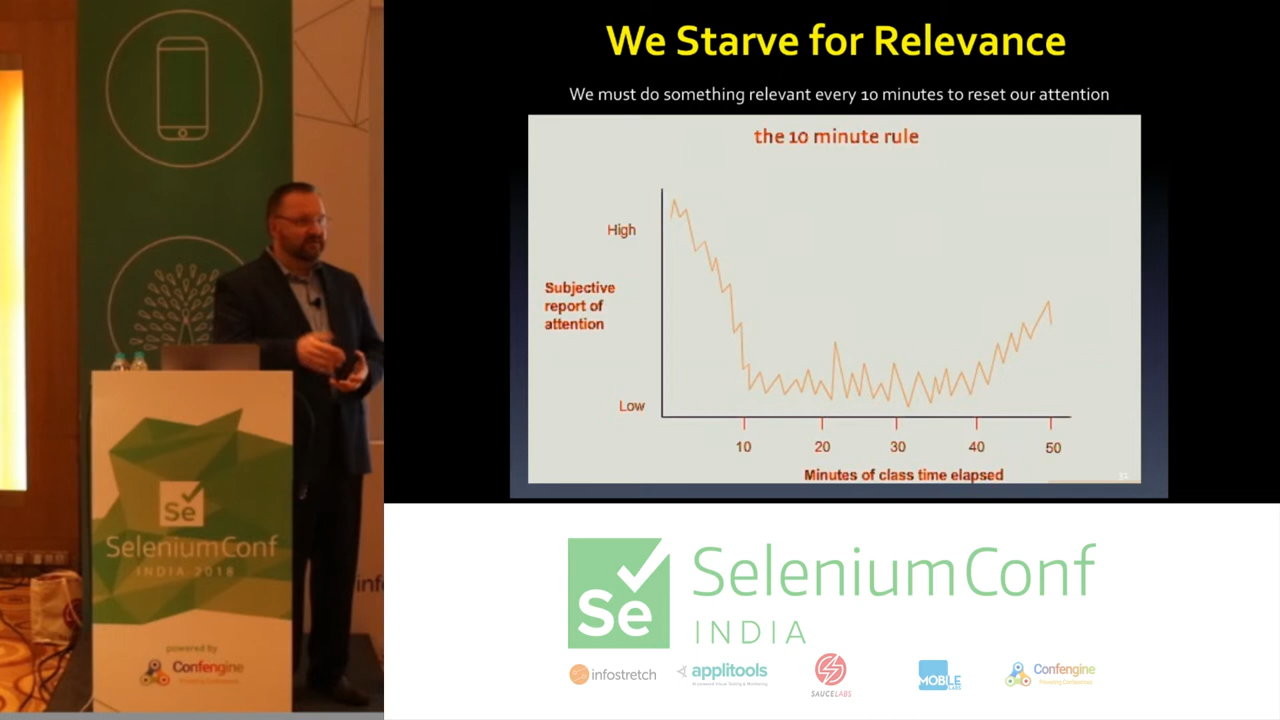 We Starve for Relevance
We must do something relevant every 10 minutes to reset our attention
the 10 minute rule
High
Subjective
report of
attention
Low
10 20 30 40 50
Minutes of class time elapsed
31
Se
SeleniumConf
INDIA 2018
powered by
Confengine
Se
SeleniumConf
INDIA
infostretch
applitools
SAUCELABS
MOBILE
LABS
Confengine